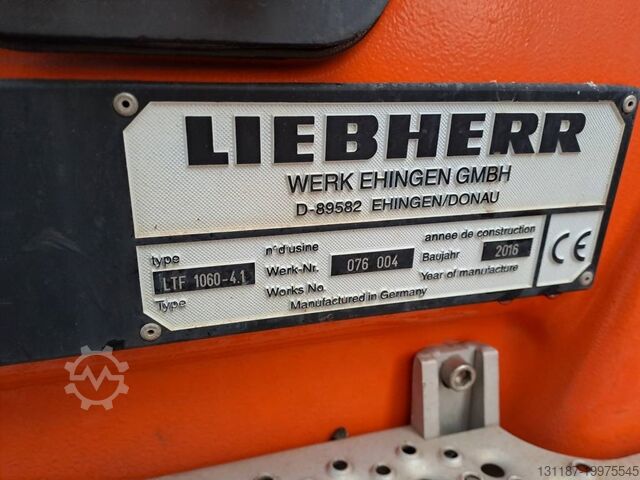 LIEBHERR
WERK EHINGEN GMBH
D-89582 EHINGEN/DONAU
type
LTF 1060-4.1
Type
n° d'usine
Werk-Nr.
Works No.
076 004
annee de construction
Baujahr
2016
Year of manufacture
Manufactured in Germany
CE
131187-19975545